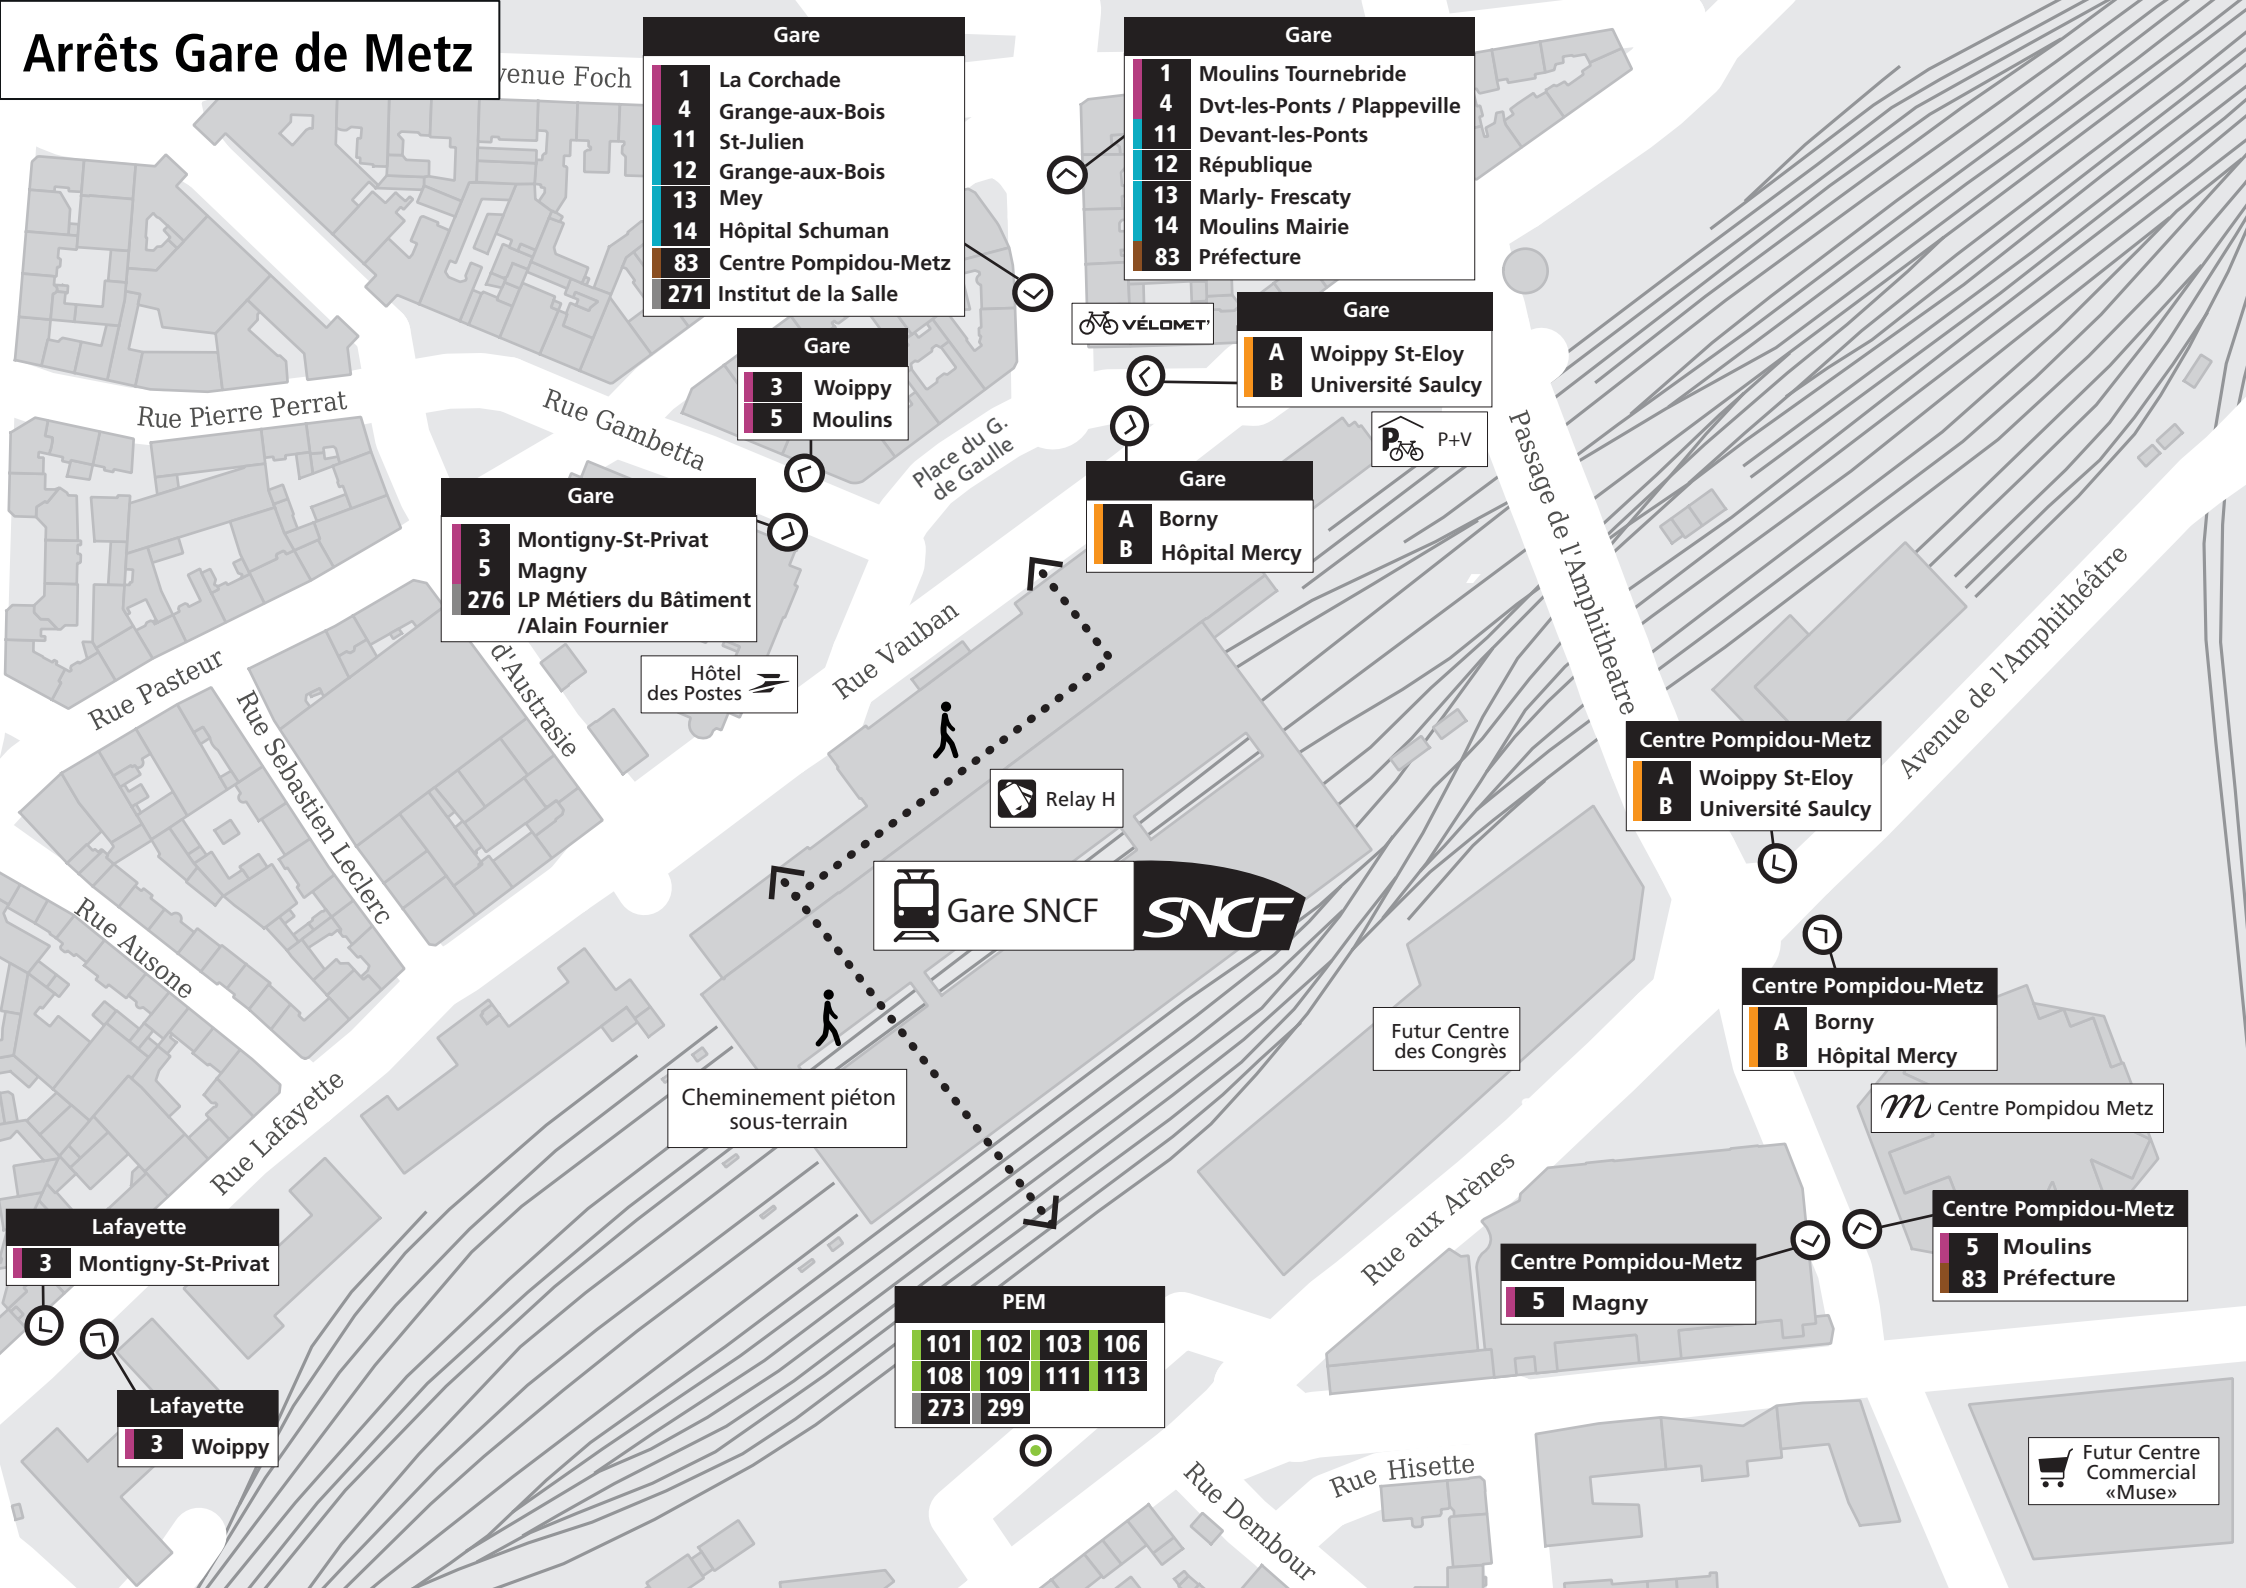 Arrêts Gare de Metz
venue Foch
Gare
1 La Corchade
4 Grange-aux-Bois
11 St-Julien
12 Grange-aux-Bois
13 Mey
14 Hôpital Schuman
83 Centre Pompidou-Metz
271 Institut de la Salle
Gare
1 Moulins Tournebride
4 Dvt-les-Ponts / Plappeville
11 Devant-les-Ponts
12 République
13 Marly- Frescaty
14 Moulins Mairie
83 Préfecture
VÉLOMET'
Gare
A Woippy St-Eloy
B Université Saulcy
P P+V
Gare
3 Woippy
5 Moulins
Rue Pierre Perrat
Rue Gambetta
Place du G.
de Gaulle
Passage de l'Amphitheatre
Gare
A Borny
B Hôpital Mercy
Gare
3 Montigny-St-Privat
5 Magny
276 LP Métiers du Bâtiment
/Alain Fournier
Hôtel
des Postes
Rue Vauban
d'Austrasie
Rue Pasteur
Rue Sebastien Leclerc
Avenue de l'Amphithéâtre
Centre Pompidou-Metz
A Woippy St-Eloy
B Université Saulcy
Relay H
Gare SNCF
SNCF
Rue Ausone
Centre Pompidou-Metz
A Borny
B Hôpital Mercy
Futur Centre
des Congrès
Cheminement piéton
sous-terrain
m Centre Pompidou Metz
Rue Lafayette
Rue aux Arènes
Lafayette
3 Montigny-St-Privat
Centre Pompidou-Metz
5 Moulins
83 Préfecture
Centre Pompidou-Metz
5 Magny
PEM
101 102 103 106
108 109 111 113
273 299
Lafayette
3 Woippy
Rue Dembour
Rue Hisette
Futur Centre
Commercial
«Muse»